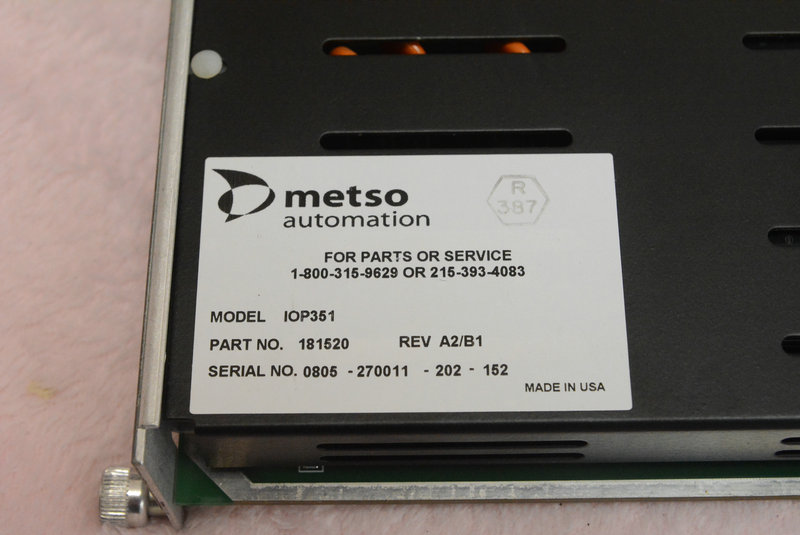 metso
automation
R
387
FOR PARTS OR SERVICE
1-800-315-9629 OR 215-393-4083
MODEL IOP351
PART NO. 181520 REV A2/B1
SERIAL NO. 0805 - 270011 - 202 - 152
MADE IN USA